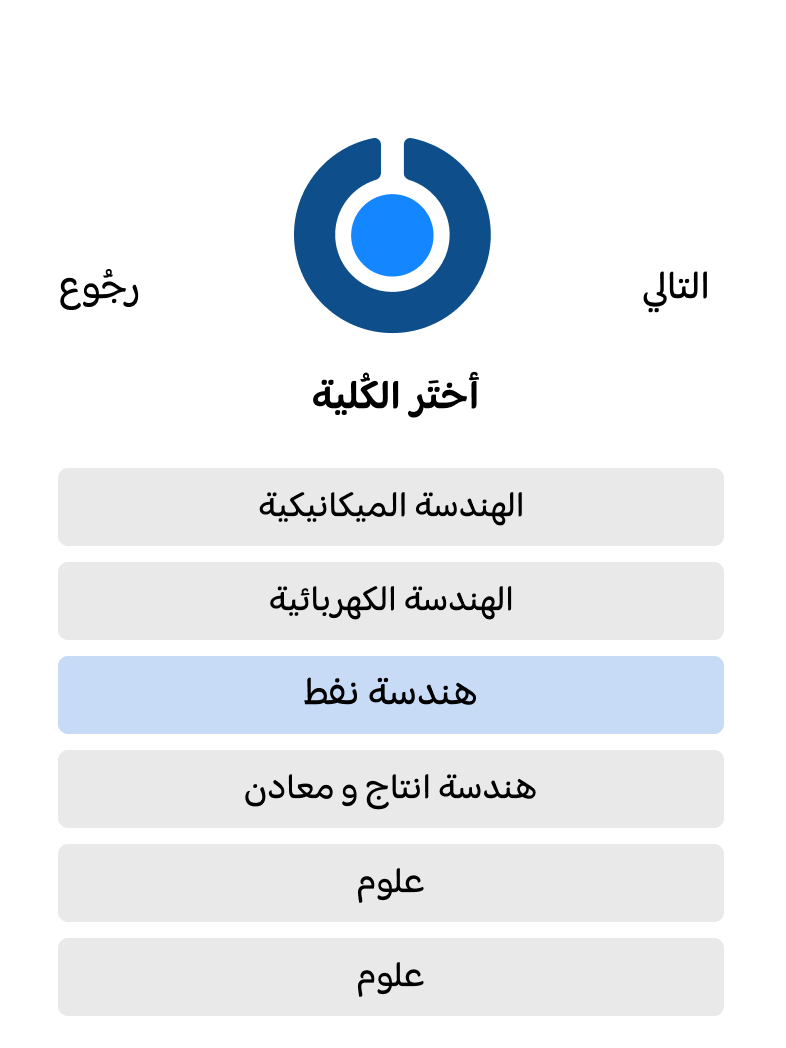 التالي
رجُوع
أختَر الكُلية
الهندسة الميكانيكية
الهندسة الكهربائية
هندسة نفط
هندسة انتاج و معادن
علوم
علوم